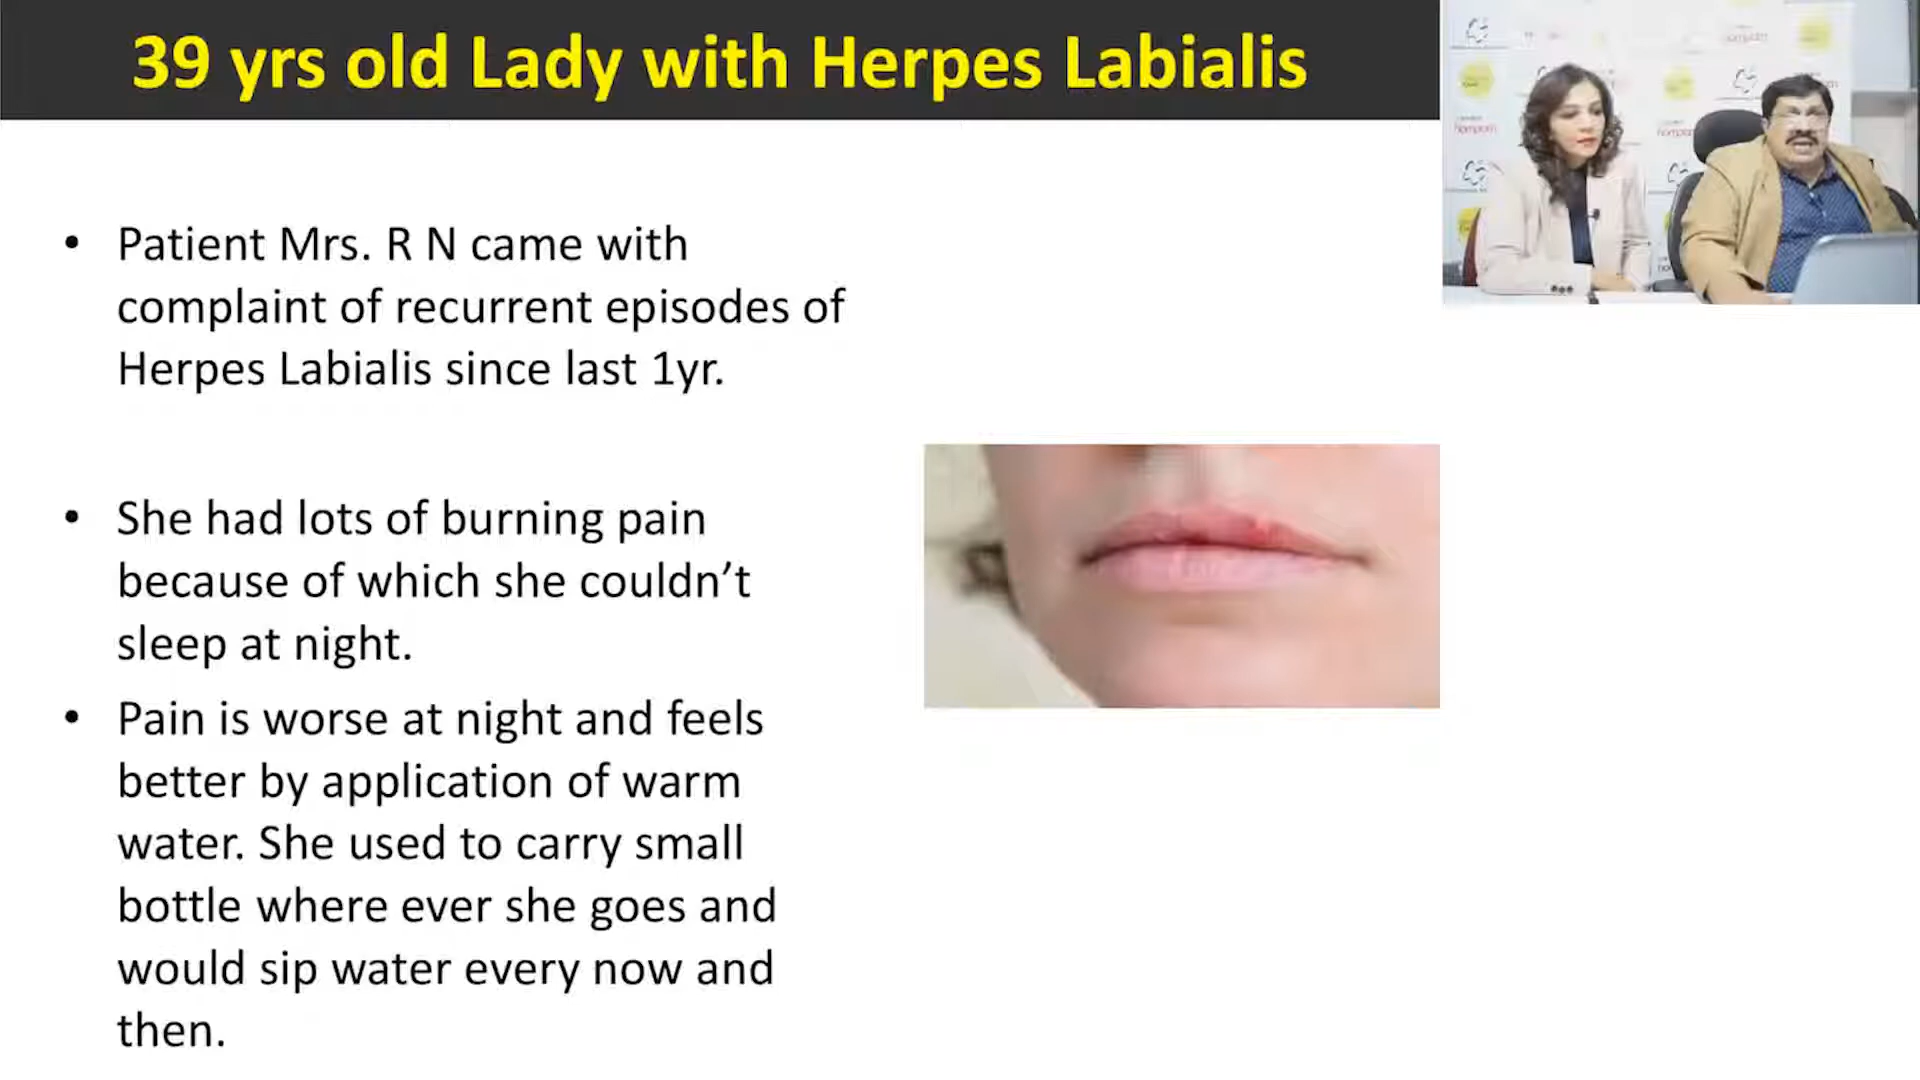 39 yrs old Lady with Herpes Labialis
• Patient Mrs. R N came with
complaint of recurrent episodes of
Herpes Labialis since last 1yr.
• She had lots of burning pain
because of which she couldn’t
sleep at night.
• Pain is worse at night and feels
better by application of warm
water. She used to carry small
bottle where ever she goes and
would sip water every now and
then.